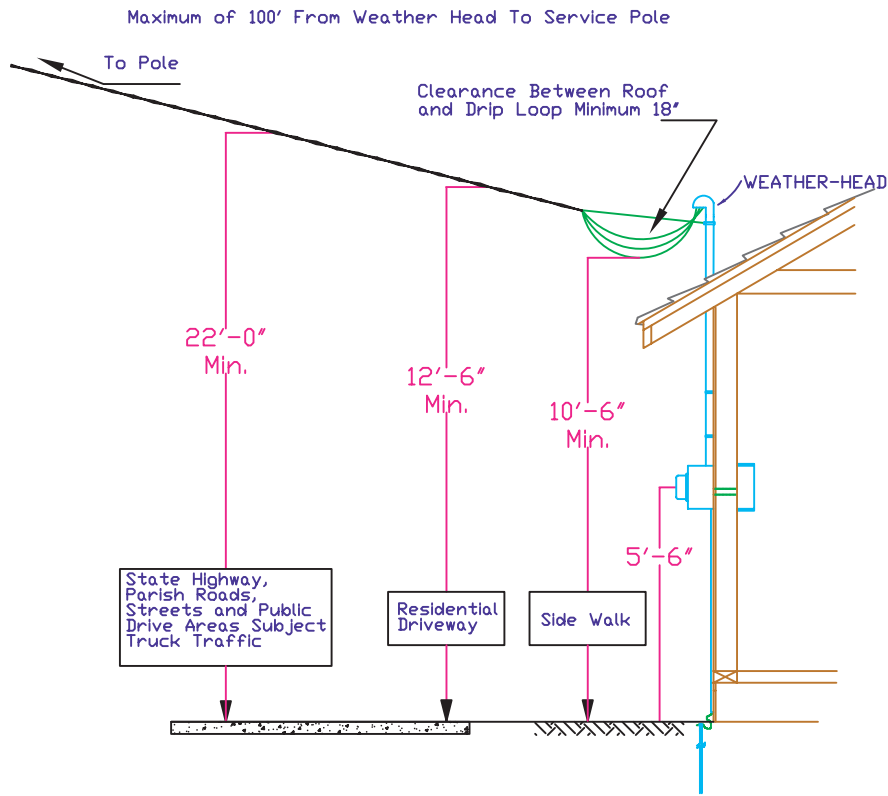 Maximum of 100' From Weather Head To Service Pole
To Pole
Clearance Between Roof
and Drip Loop Minimum 18"
WEATHER-HEAD
22'-0"
Min.
12'-6"
Min.
10'-6"
Min.
5'-6"
State Highway,
Parish Roads,
Streets and Public
Drive Areas Subject
Truck Traffic
Residential
Driveway
Side Walk